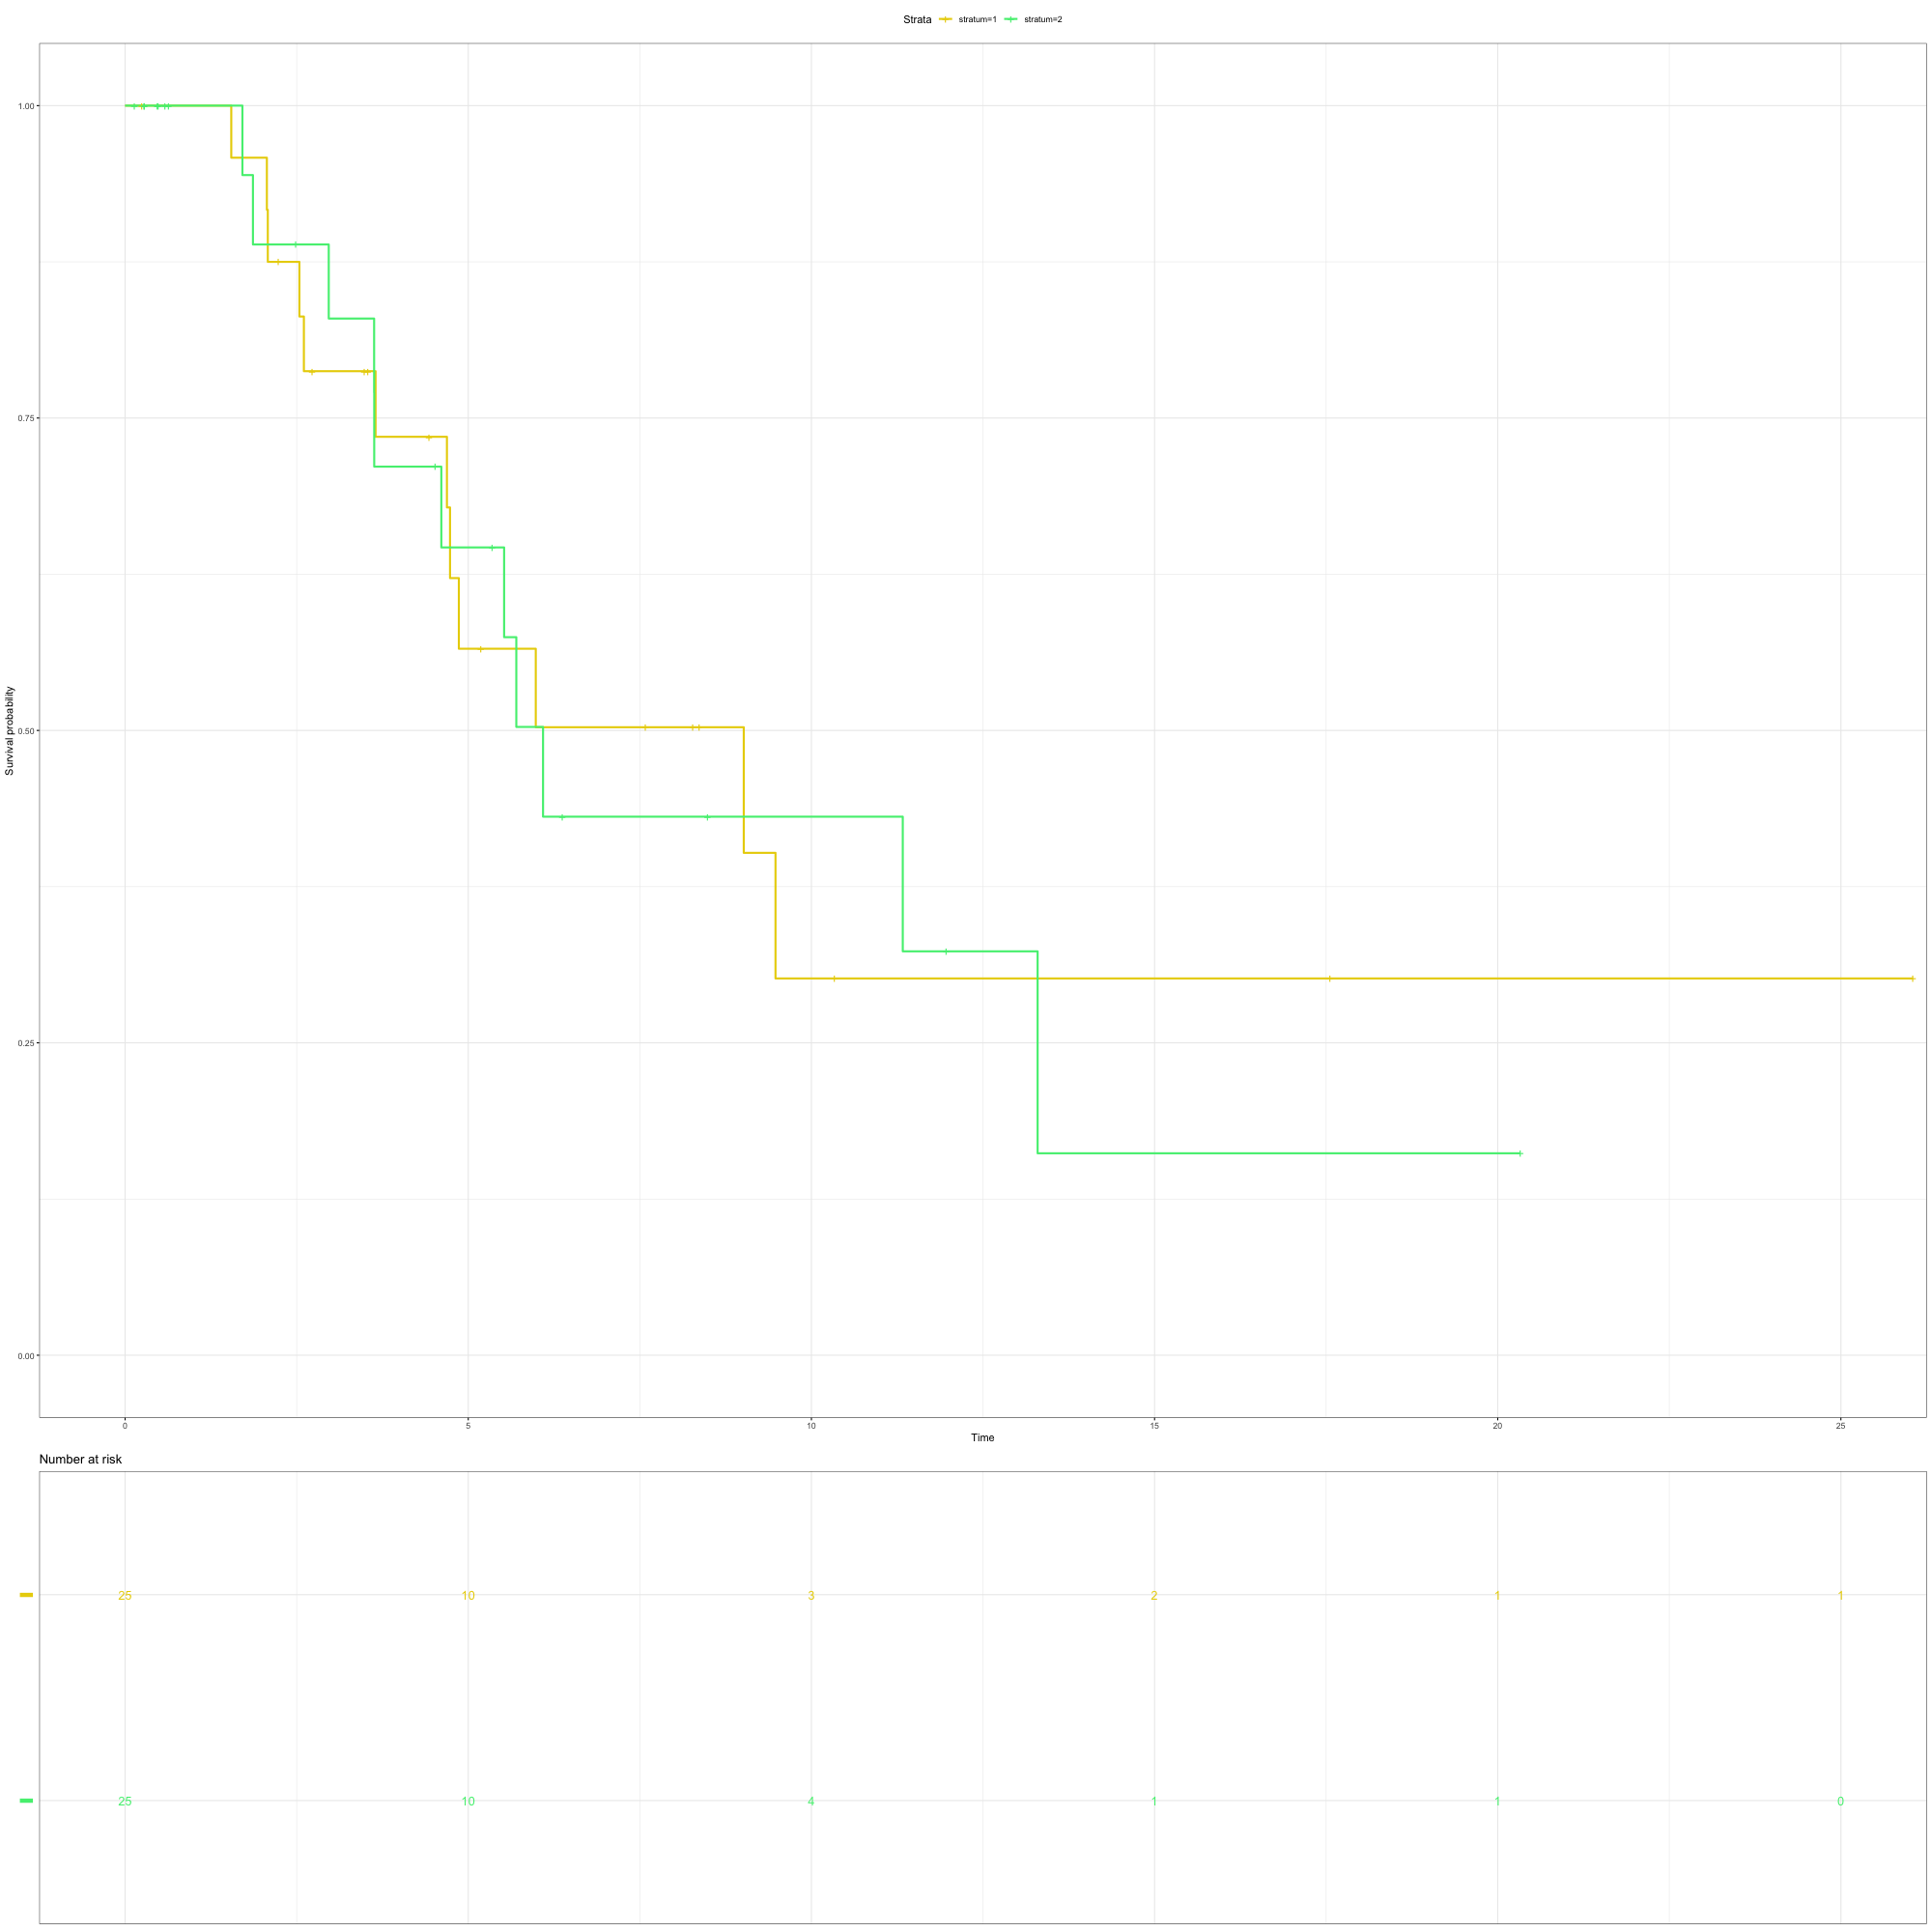 Strata stratum=1 stratum=2
1.00
0.75
0.50
0.25
0.00
Survival probability
0 5 10 15 20 25
Time
Number at risk
25 10 3 2 1 1
25 10 4 1 1 0